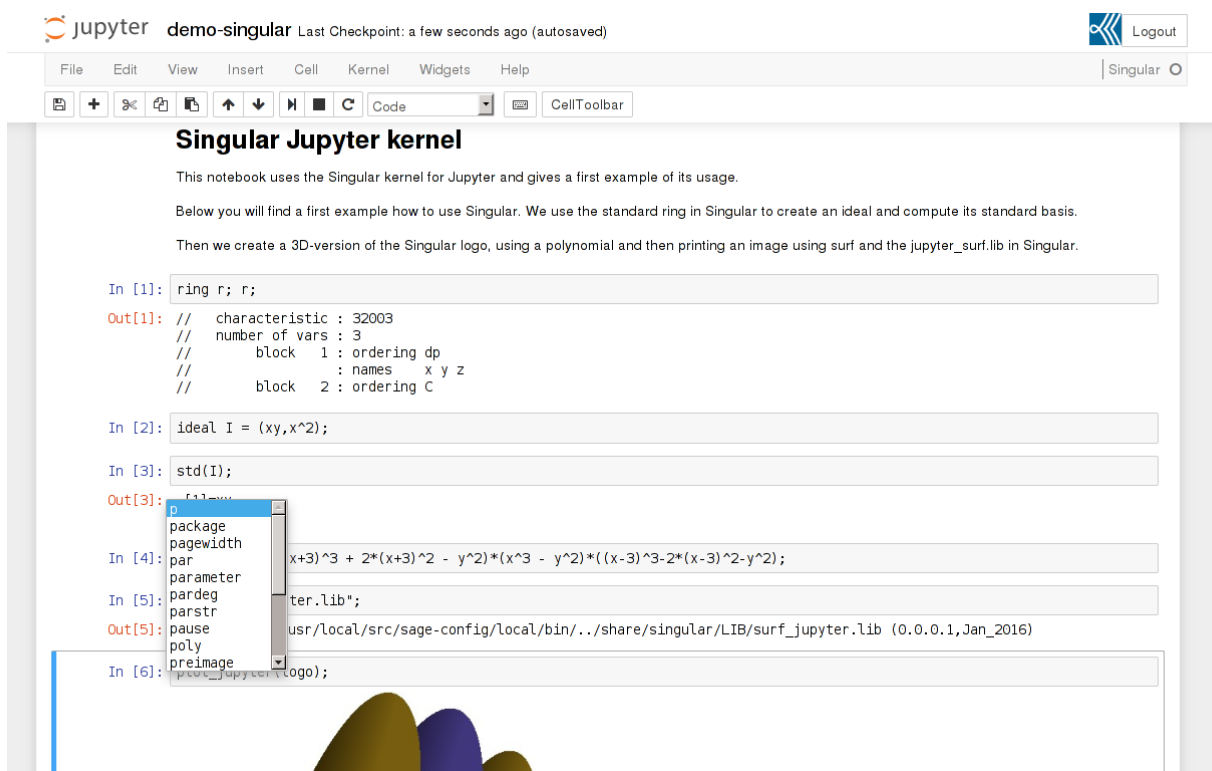 jupyter demo-singular Last Checkpoint: a few seconds ago (autosaved)
Logout
File Edit View Insert Cell Kernel Widgets Help
Singular
Code
CellToolbar
Singular Jupyter kernel
This notebook uses the Singular kernel for Jupyter and gives a first example of its usage.
Below you will find a first example how to use Singular. We use the standard ring in Singular to create an ideal and compute its standard basis.
Then we create a 3D-version of the Singular logo, using a polynomial and then printing an image using surf and the jupyter_surf.lib in Singular.
In [1]: ring r; r;
Out[1]: // characteristic : 32003
// number of vars : 3
// block 1 : ordering dp
// : names x y z
// block 2 : ordering C
In [2]: ideal I = (xy,x^2);
In [3]: std(I);
Out[3]:
p
package
pagewidth
par
parameter
pardeg
parstr
pause
poly
preimage
In [4]: x+3)^3 + 2*(x+3)^2 - y^2)*(x^3 - y^2)*((x-3)^3-2*(x-3)^2-y^2);
In [5]: ter.lib";
Out[5]: usr/local/src/sage-config/local/bin/../share/singular/LIB/surf_jupyter.lib (0.0.0.1,Jan_2016)
In [6]: plot_jupyter(logo);